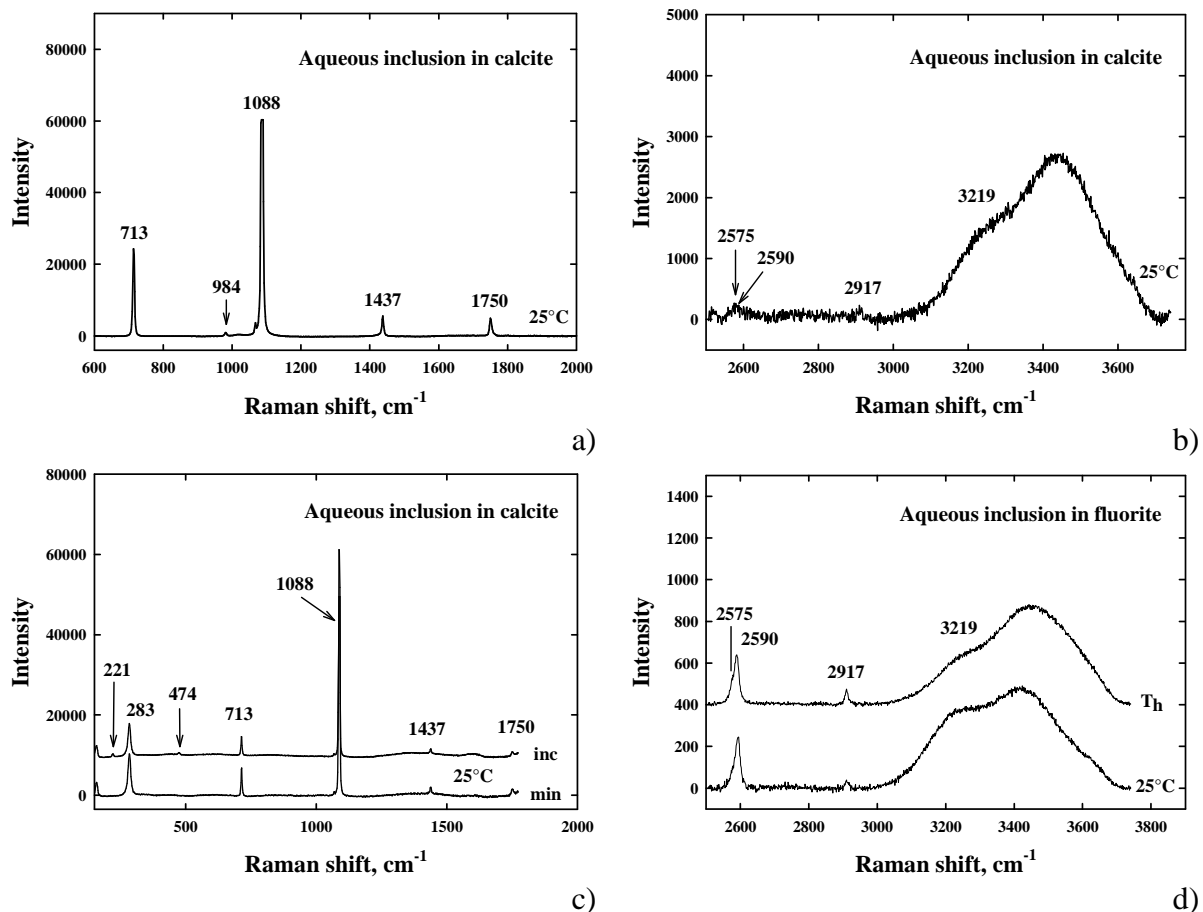 80000
60000
40000
20000
0
Intensity
Aqueous inclusion in calcite
1088
713
984
1437
1750
25°C
600 800 1000 1200 1400 1600 1800 2000
Raman shift, cm-1
a)
5000
4000
3000
2000
1000
0
Intensity
Aqueous inclusion in calcite
3219
2575
2590
2917
25°C
2600 2800 3000 3200 3400 3600
Raman shift, cm-1
b)
80000
60000
40000
20000
0
Intensity
Aqueous inclusion in calcite
1088
221
283
474
713
1437
1750
inc
25°C
min
500 1000 1500 2000
Raman shift, cm-1
c)
1400
1200
1000
800
600
400
200
0
Intensity
Aqueous inclusion in fluorite
2575
2590
2917
3219
Th
25°C
2600 2800 3000 3200 3400 3600 3800
Raman shift, cm-1
d)